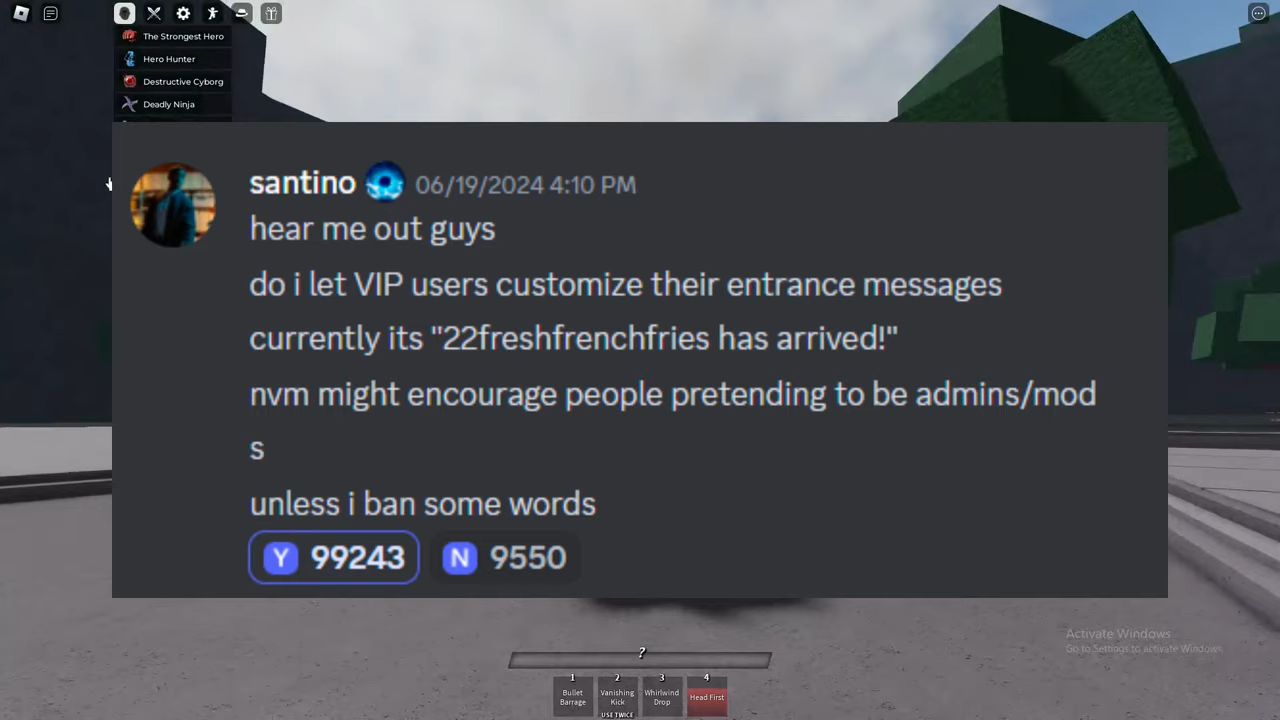 The Strongest Hero
Hero Hunter
Destructive Cyborg
Deadly Ninja
santino 06/19/2024 4:10 PM
hear me out guys
do i let VIP users customize their entrance messages
currently its "22freshfrenchfries has arrived!"
nvm might encourage people pretending to be admins/mod
s
unless i ban some words
Y 99243 N 9550
Activate Windows
Go to Settings to activate Windows.
?
1 2 3 4
Bullet Vanishing Whirlwind Head First
Barrage Kick Drop
USE TWICE